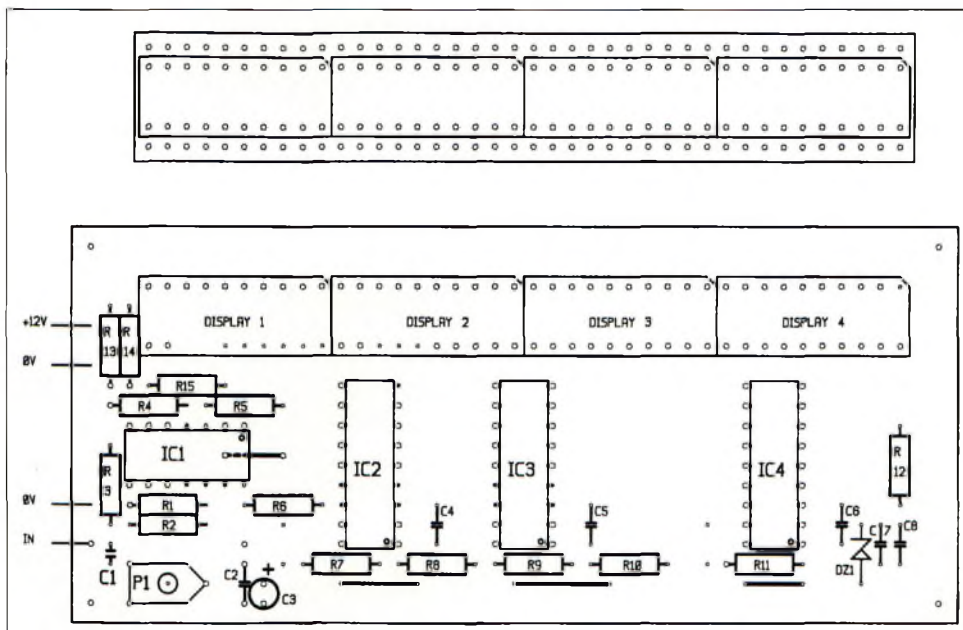 DISPLAY 1 DISPLAY 2 DISPLAY 3 DISPLAY 4
+12V
R 13 R 14
0V
R15
R4 R5
IC1 IC2 IC3 IC4
R 12
R 3
0V
R1 R6
R2
C4 C5 C6 C7 C8
IN
C1
R7 R8 R9 R10 R11
DZ1
P1
C2 + C3